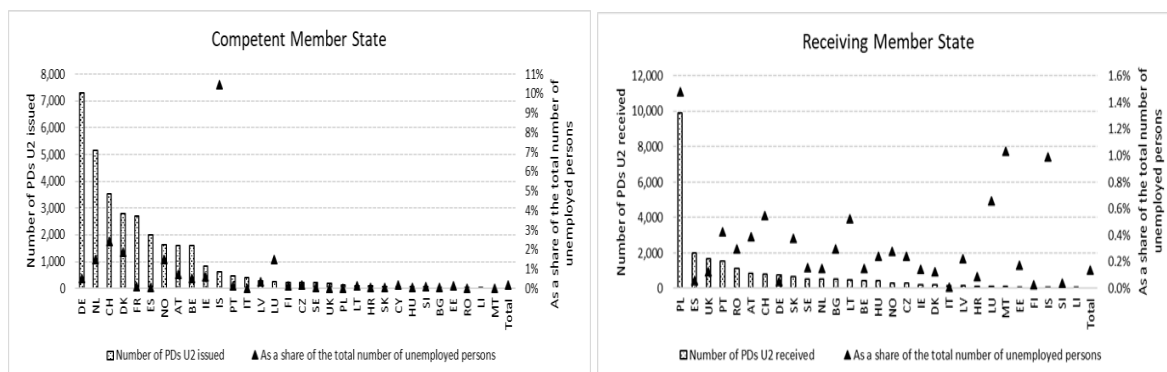 Competent Member State
Number of PDs U2 issued
8,000
7,000
6,000
5,000
4,000
3,000
2,000
1,000
0
11%
10%
9%
8%
7%
6%
5%
4%
3%
2%
1%
0%
As a share of the total number of
unemployed persons
DE NL CH DK FR ES NO AT BE IE IS PT IT LV LU FI CZ SE UK PL LT HR SK CY HU SI BG EE RO LI MT Total
Number of PDs U2 issued
As a share of the total number of unemployed persons
Receiving Member State
Number of PDs U2 received
12,000
10,000
8,000
6,000
4,000
2,000
0
1.6%
1.4%
1.2%
1.0%
0.8%
0.6%
0.4%
0.2%
0.0%
As a share of the total number of
unemployed persons
PL ES UK PT RO AT CH DE SK SE NL BG LT BE HU NO CZ IE DK IT LV HR LU MT EE FI IS SI LI Total
Number of PDs U2 received
As a share of the total number of unemployed persons